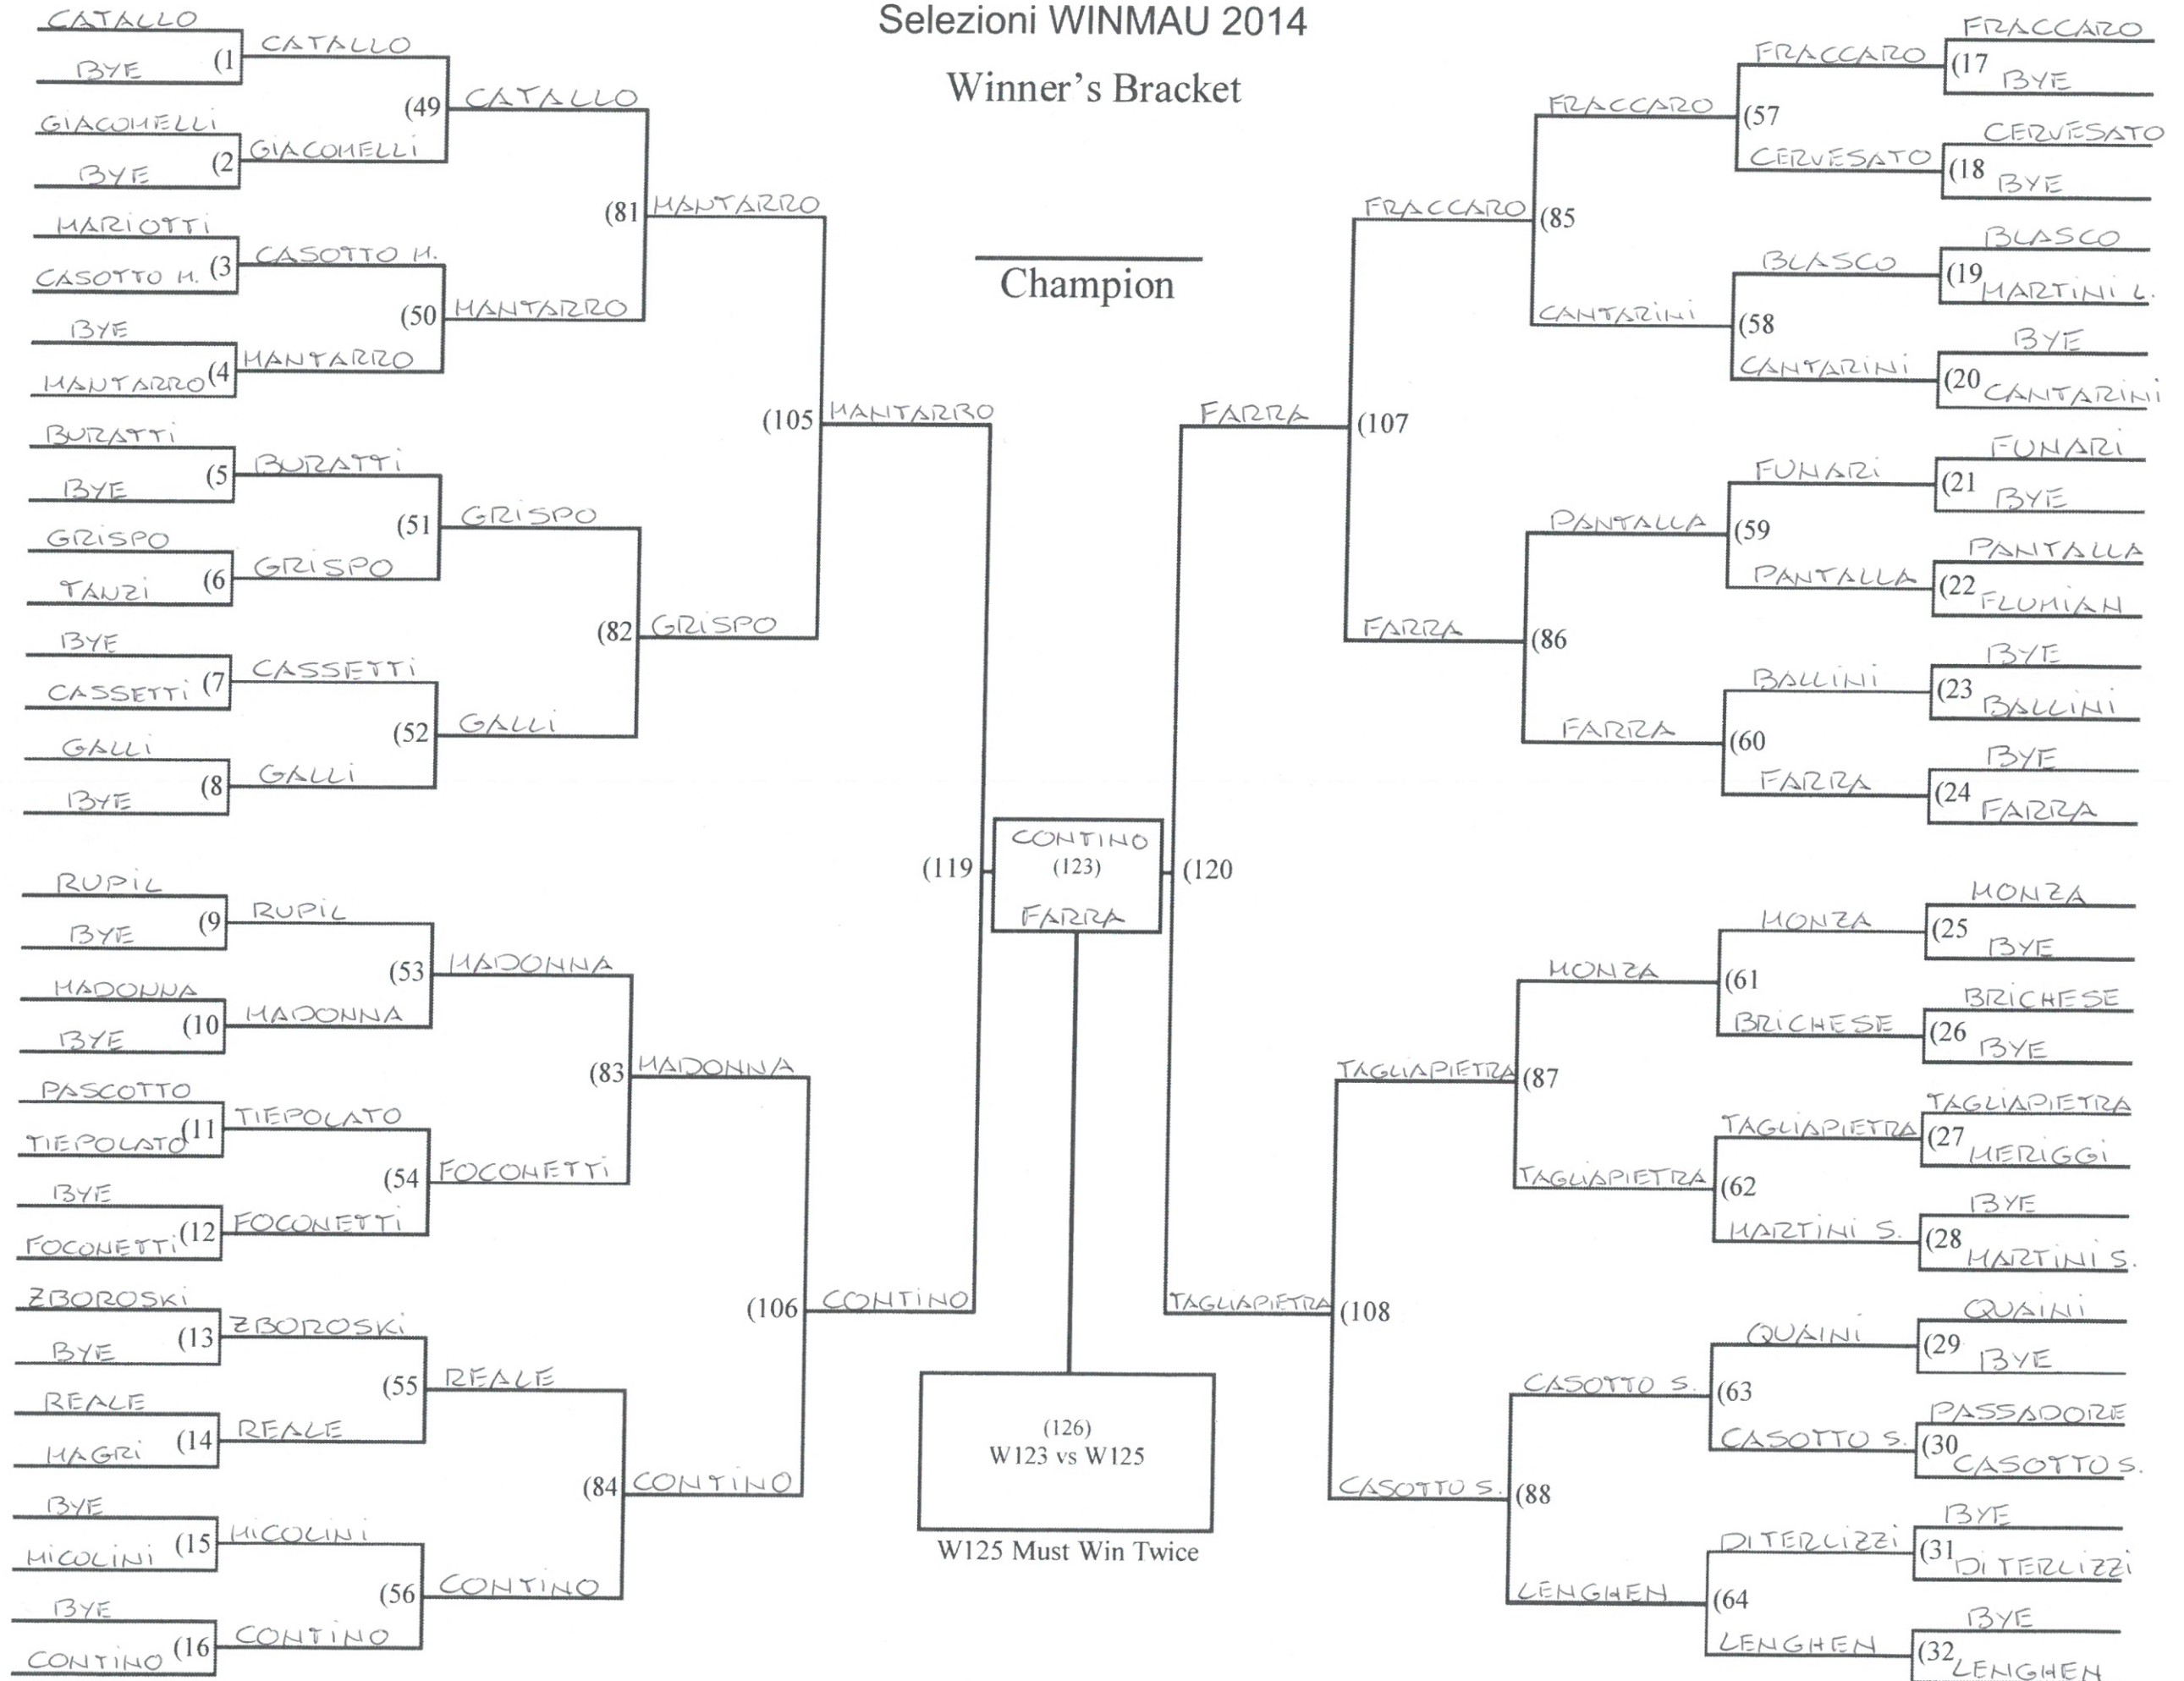 Selezioni WINMAU 2014
Winner's Bracket
Champion
CATALLO
(1
BYE
CATALLO
GIACOMELLI
(2
BYE
GIACOMELLI
(49
CATALLO
MARIOTTI
(3
CASOTTO M.
CASOTTO M.
BYE
(4
MANTARRO
MANTARRO
(50
MANTARRO
(81
MANTARRO
BURATTI
(5
BYE
BURATTI
GRISPO
(6
TANZI
GRISPO
(51
GRISPO
BYE
(7
CASSETTI
CASSETTI
GALLI
(8
BYE
GALLI
(52
GALLI
(82
GRISPO
(105
MANTARRO
RUPIL
(9
BYE
RUPIL
MADONNA
(10
BYE
MADONNA
(53
MADONNA
PASCOTTO
(11
TIEPOLATO
TIEPOLATO
BYE
(12
FOCONETTI
FOCONETTI
(54
FOCONETTI
(83
MADONNA
ZBOROSKI
(13
BYE
ZBOROSKI
REALE
(14
MAGRI
REALE
(55
REALE
BYE
(15
MICOLINI
MICOLINI
BYE
(16
CONTINO
CONTINO
(56
CONTINO
(84
CONTINO
(106
CONTINO
(119
CONTINO
(123)
FARRA
(120
(126)
W123 vs W125
W125 Must Win Twice
FRACCARO
(17
BYE
FRACCARO
CERVESATO
(18
BYE
CERVESATO
(57
FRACCARO
BLASCO
(19
MARTINI L.
BLASCO
BYE
(20
CANTARINI
CANTARINI
(58
CANTARINI
(85
FRACCARO
FUNARI
(21
BYE
FUNARI
PANTALLA
(22
FLUMIAN
PANTALLA
(59
PANTALLA
BYE
(23
BALLINI
BALLINI
BYE
(24
FARRA
FARRA
(60
FARRA
(86
FARRA
(107
FARRA
MONZA
(25
BYE
MONZA
BRICHESE
(26
BYE
BRICHESE
(61
MONZA
TAGLIAPIETRA
(27
MERIGGI
TAGLIAPIETRA
BYE
(28
MARTINI S.
MARTINI S.
(62
TAGLIAPIETRA
(87
TAGLIAPIETRA
QUAINI
(29
BYE
QUAINI
PASSADORE
(30
CASOTTO S.
CASOTTO S.
(63
CASOTTO S.
BYE
(31
DI TERLIZZI
DI TERLIZZI
BYE
(32
LENGHEN
LENGHEN
(64
LENGHEN
(88
CASOTTO S.
(108
TAGLIAPIETRA